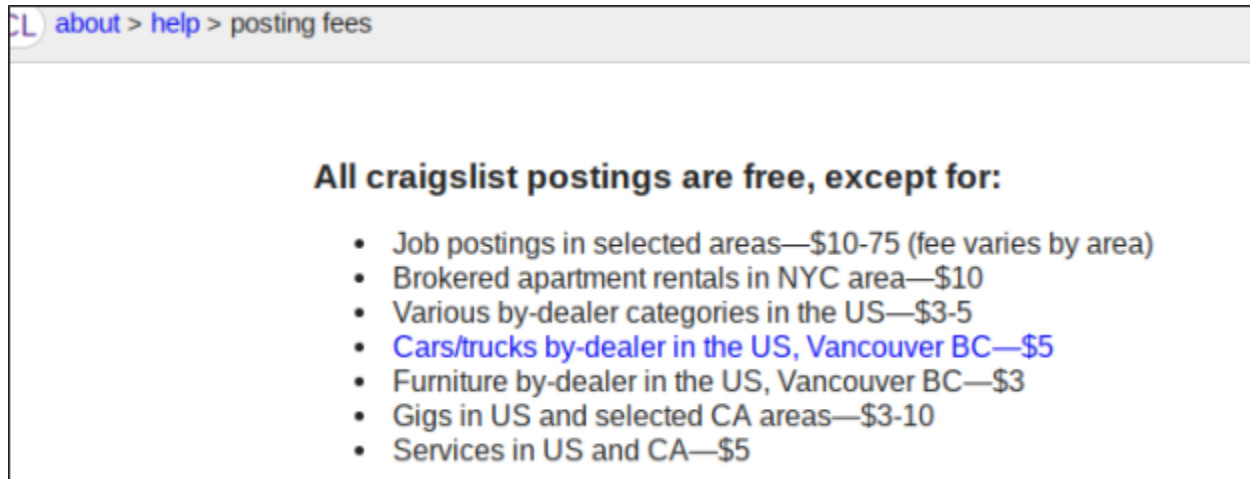 CL about > help > posting fees
All craigslist postings are free, except for:
• Job postings in selected areas—$10-75 (fee varies by area)
• Brokered apartment rentals in NYC area—$10
• Various by-dealer categories in the US—$3-5
• Cars/trucks by-dealer in the US, Vancouver BC—$5
• Furniture by-dealer in the US, Vancouver BC—$3
• Gigs in US and selected CA areas—$3-10
• Services in US and CA—$5